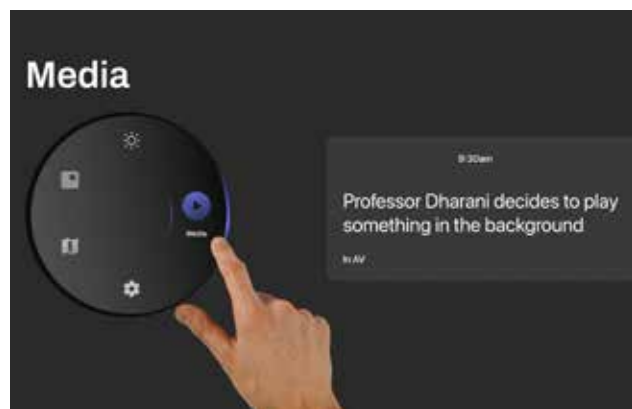 Media
Media
9:30am
Professor Dharani decides to play
something in the background
In AV